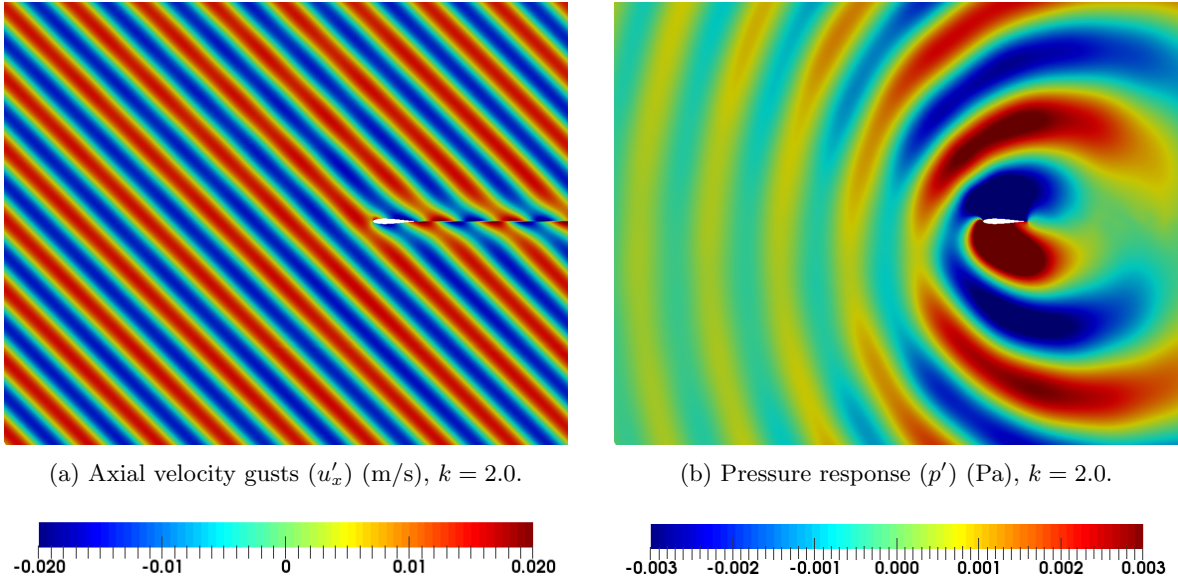 (a) Axial velocity gusts (u′ₓ) (m/s), k = 2.0.
(b) Pressure response (p′) (Pa), k = 2.0.
-0.020 -0.01 0 0.01 0.020
-0.003 -0.002 -0.001 0.000 0.001 0.002 0.003